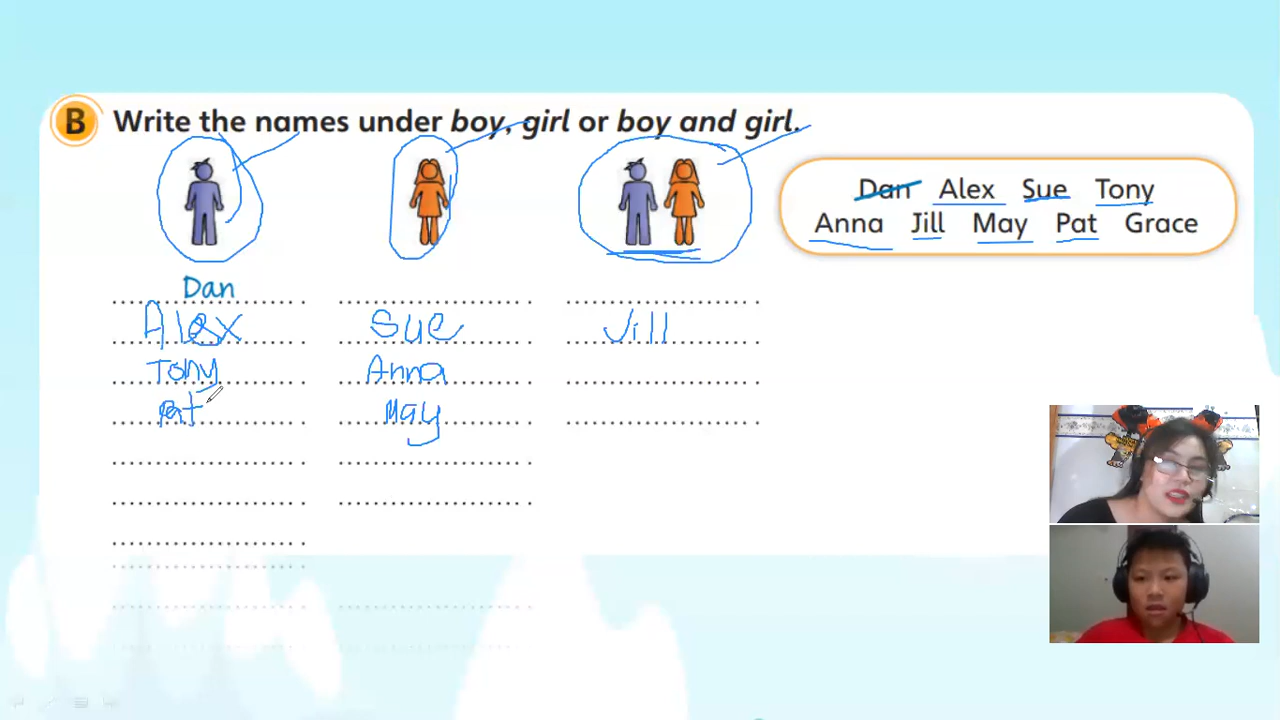 B Write the names under boy, girl or boy and girl.
Dan Alex Sue Tony
Anna Jill May Pat Grace
Dan
Alex Sue Jill
Tony Anna
Pat May